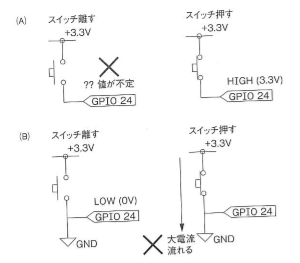 (A)
スイッチ離す
+3.3V
?? 値が不定
GPIO 24
スイッチ押す
+3.3V
HIGH (3.3V)
GPIO 24
(B)
スイッチ離す
+3.3V
LOW (0V)
GPIO 24
GND
スイッチ押す
+3.3V
GPIO 24
大電流
流れる
GND